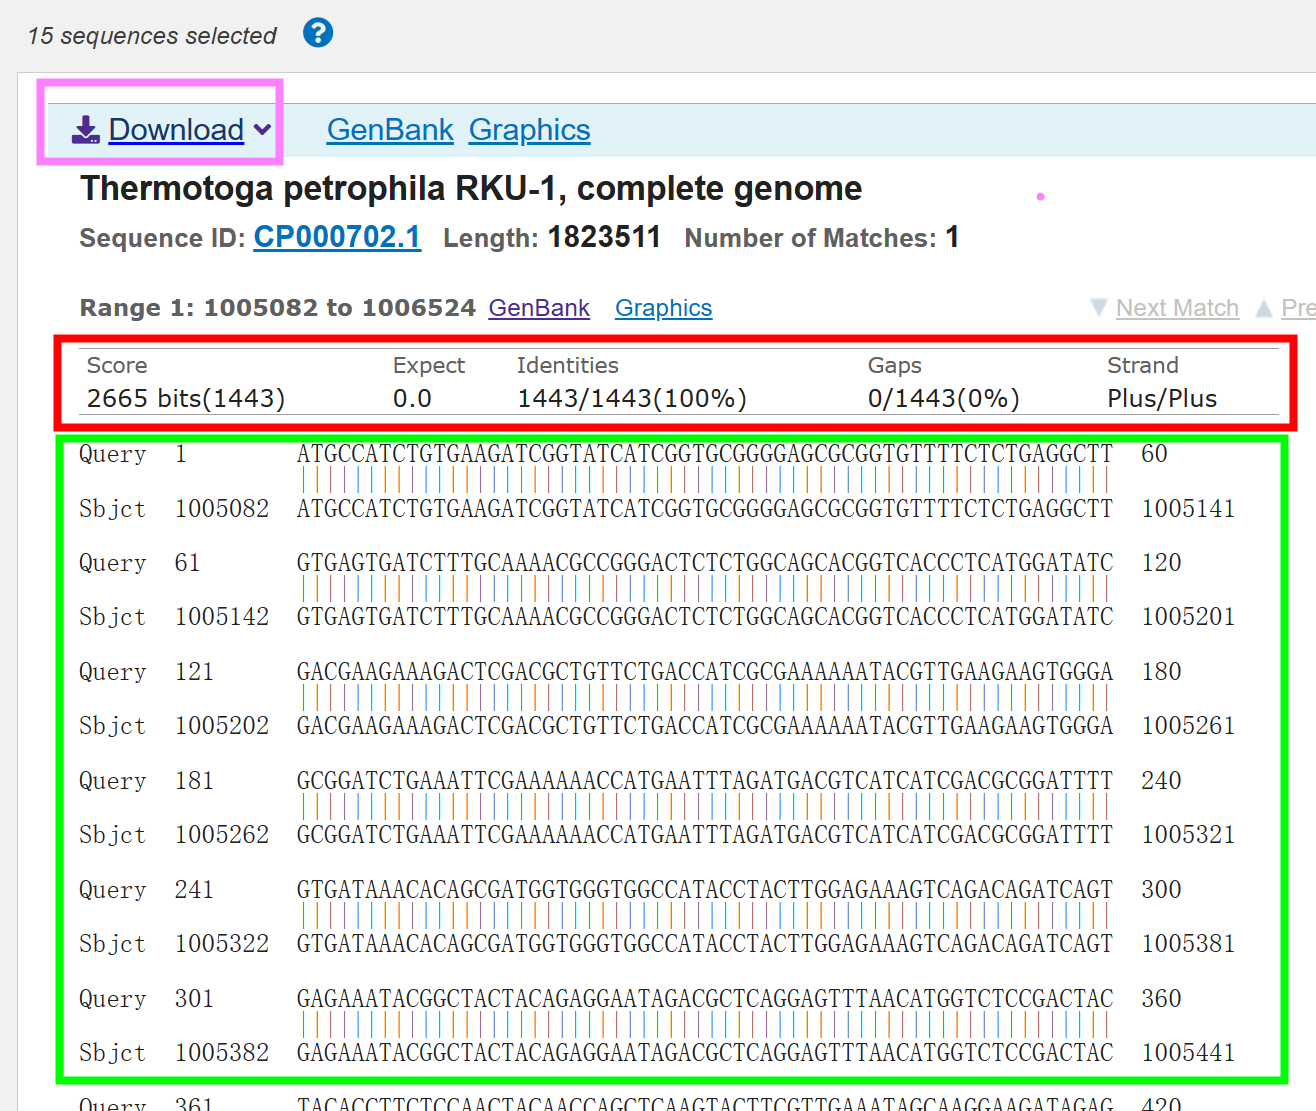 15 sequences selected ?
Download GenBank Graphics
Thermotoga petrophila RKU-1, complete genome
Sequence ID: CP000702.1 Length: 1823511 Number of Matches: 1
Range 1: 1005082 to 1006524 GenBank Graphics Next Match Pre
Score Expect Identities Gaps Strand
2665 bits(1443) 0.0 1443/1443(100%) 0/1443(0%) Plus/Plus
Query 1 ATGCCATCTGTGAAGATCGGTATCATCGGTGCGGGGAGCGCGGTGTTTTCTCTGAGGCTT 60
Sbjct 1005082 ATGCCATCTGTGAAGATCGGTATCATCGGTGCGGGGAGCGCGGTGTTTTCTCTGAGGCTT 1005141
Query 61 GTGAGTGATCTTTGCAAAACGCCGGGACTCTCTGGCAGCACGGTCACCCTCATGGATATC 120
Sbjct 1005142 GTGAGTGATCTTTGCAAAACGCCGGGACTCTCTGGCAGCACGGTCACCCTCATGGATATC 1005201
Query 121 GACGAAGAAAGACTCGACGCTGTTCTGACCATCGCGAAAAAATACGTTGAAGAAGTGGGA 180
Sbjct 1005202 GACGAAGAAAGACTCGACGCTGTTCTGACCATCGCGAAAAAATACGTTGAAGAAGTGGGA 1005261
Query 181 GCGGATCTGAAATTCGAAAAAACCATGAATTTAGATGACGTCATCATCGACGCGGATTTT 240
Sbjct 1005262 GCGGATCTGAAATTCGAAAAAACCATGAATTTAGATGACGTCATCATCGACGCGGATTTT 1005321
Query 241 GTGATAAACACAGCGATGGTGGGTGGCCATACCTACTTGGAGAAAGTCAGACAGATCAGT 300
Sbjct 1005322 GTGATAAACACAGCGATGGTGGGTGGCCATACCTACTTGGAGAAAGTCAGACAGATCAGT 1005381
Query 301 GAGAAATACGGCTACTACAGAGGAATAGACGCTCAGGAGTTTAACATGGTCTCCGACTAC 360
Sbjct 1005382 GAGAAATACGGCTACTACAGAGGAATAGACGCTCAGGAGTTTAACATGGTCTCCGACTAC 1005441
Query 361 TACACCTTCTCCAACTACAACCAGCTCAAGTACTTCGTTGAAATAGCAAGGAAGATAGAG 420